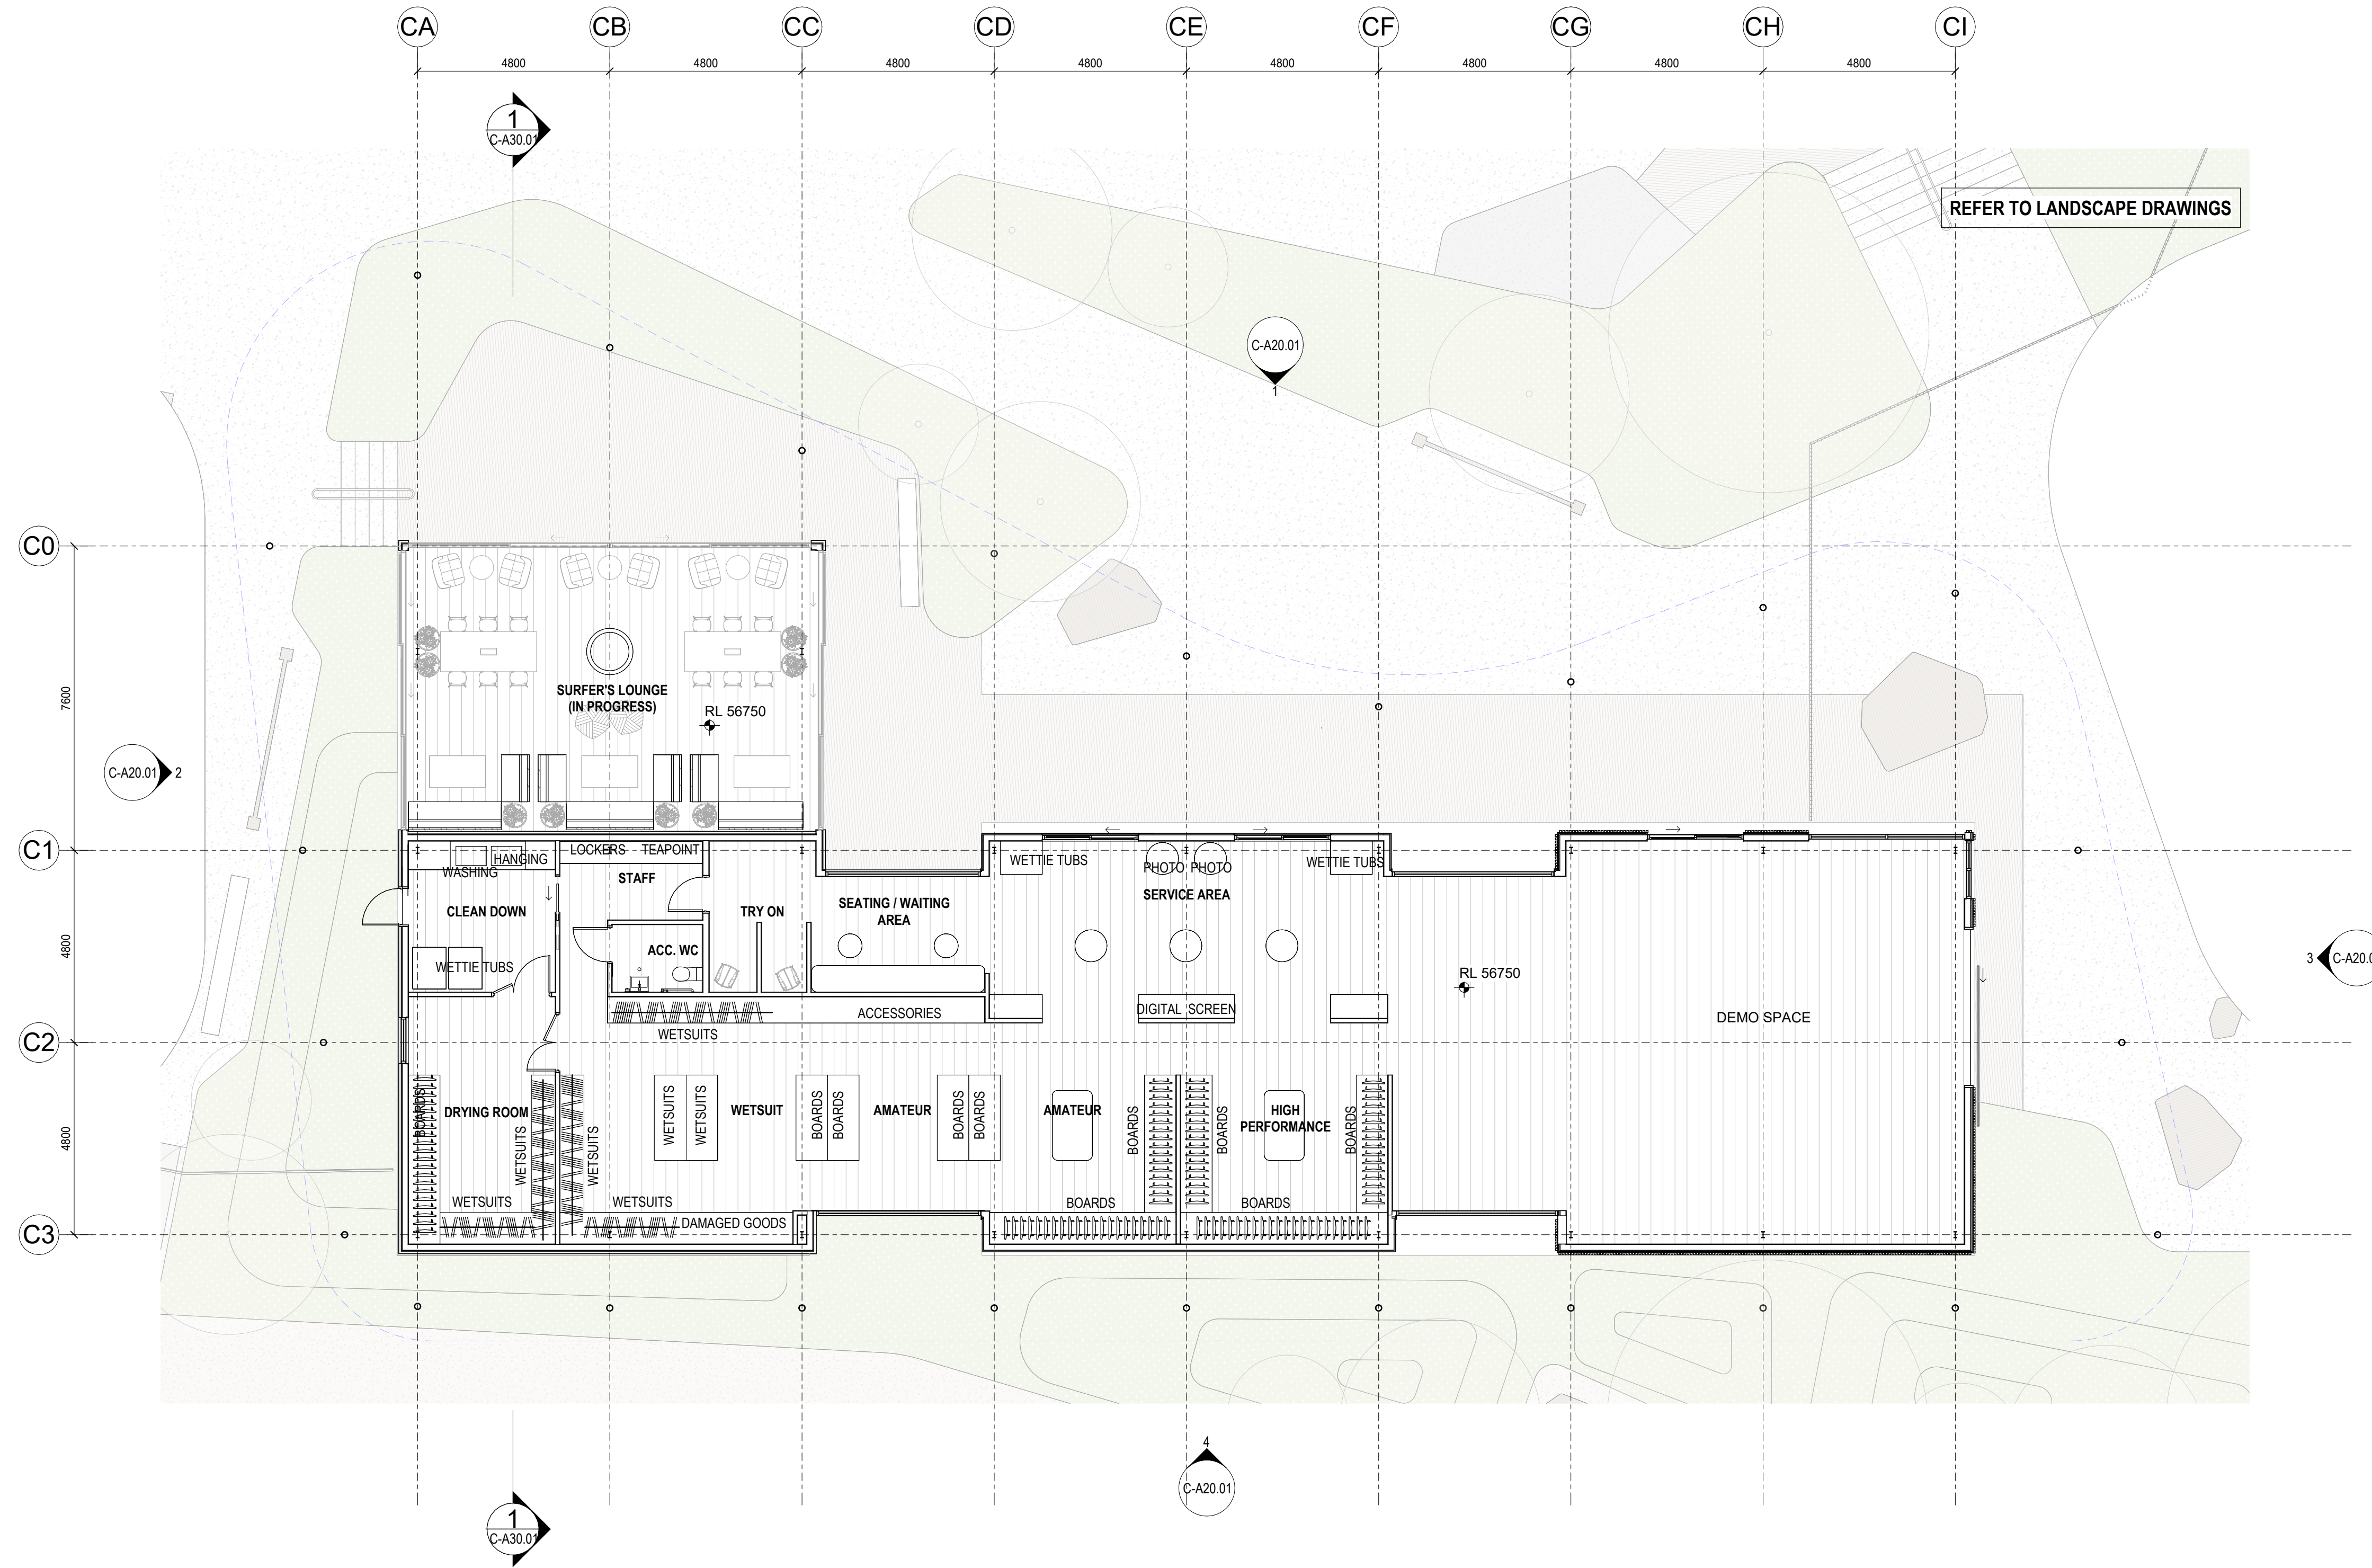 CA CB CC CD CE CF CG CH CI
4800 4800 4800 4800 4800 4800 4800 4800
1
C-A30.01
REFER TO LANDSCAPE DRAWINGS
C-A20.01
1
C0
7600
SURFER'S LOUNGE
(IN PROGRESS)
RL 56750
C-A20.01 2
C1
HANGING
WASHING
LOCKERS TEAPOINT
STAFF
CLEAN DOWN
WETTIE TUBS
ACC. WC
TRY ON
SEATING / WAITING
AREA
WETTIE TUBS
PHOTO PHOTO
WETTIE TUBS
SERVICE AREA
4800
RL 56750
3 C-A20.0
ACCESSORIES
DIGITAL SCREEN
DEMO SPACE
C2
WETSUITS
4800
BOARDS
DRYING ROOM
WETSUITS
WETSUITS
WETSUITS
WETSUITS
WETSUITS
WETSUIT
BOARDS
BOARDS
AMATEUR
BOARDS
BOARDS
AMATEUR
BOARDS
BOARDS
HIGH
PERFORMANCE
BOARDS
WETSUITS
DAMAGED GOODS
BOARDS
BOARDS
C3
4
C-A20.01
1
C-A30.01